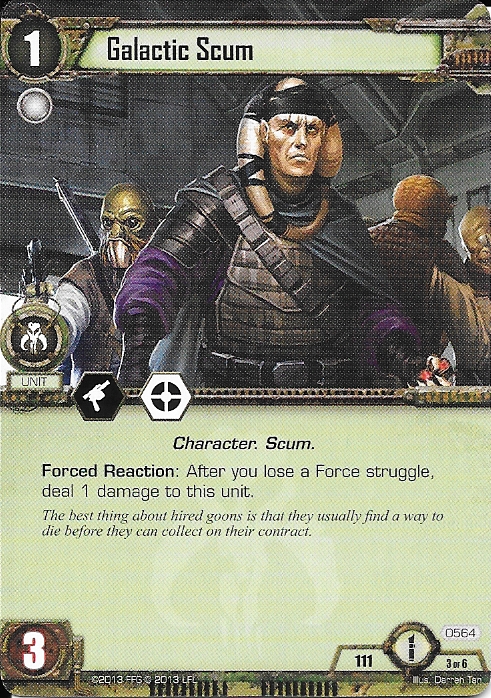 1
Galactic Scum
UNIT
Character. Scum.
Forced Reaction: After you lose a Force struggle,
deal 1 damage to this unit.
The best thing about hired goons is that they usually find a way to
die before they can collect on their contract.
3
111
0564
3 OF 6
©2013 FFG © 2013 LFL
Illus. Darren Tan